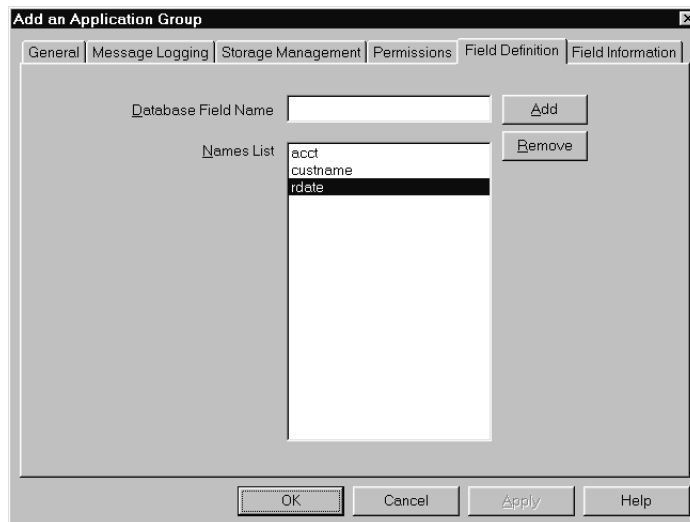 Add an Application Group
General Message Logging Storage Management Permissions Field Definition Field Information
Database Field Name Add
Names List Remove
acct
custname
rdate
OK Cancel Apply Help